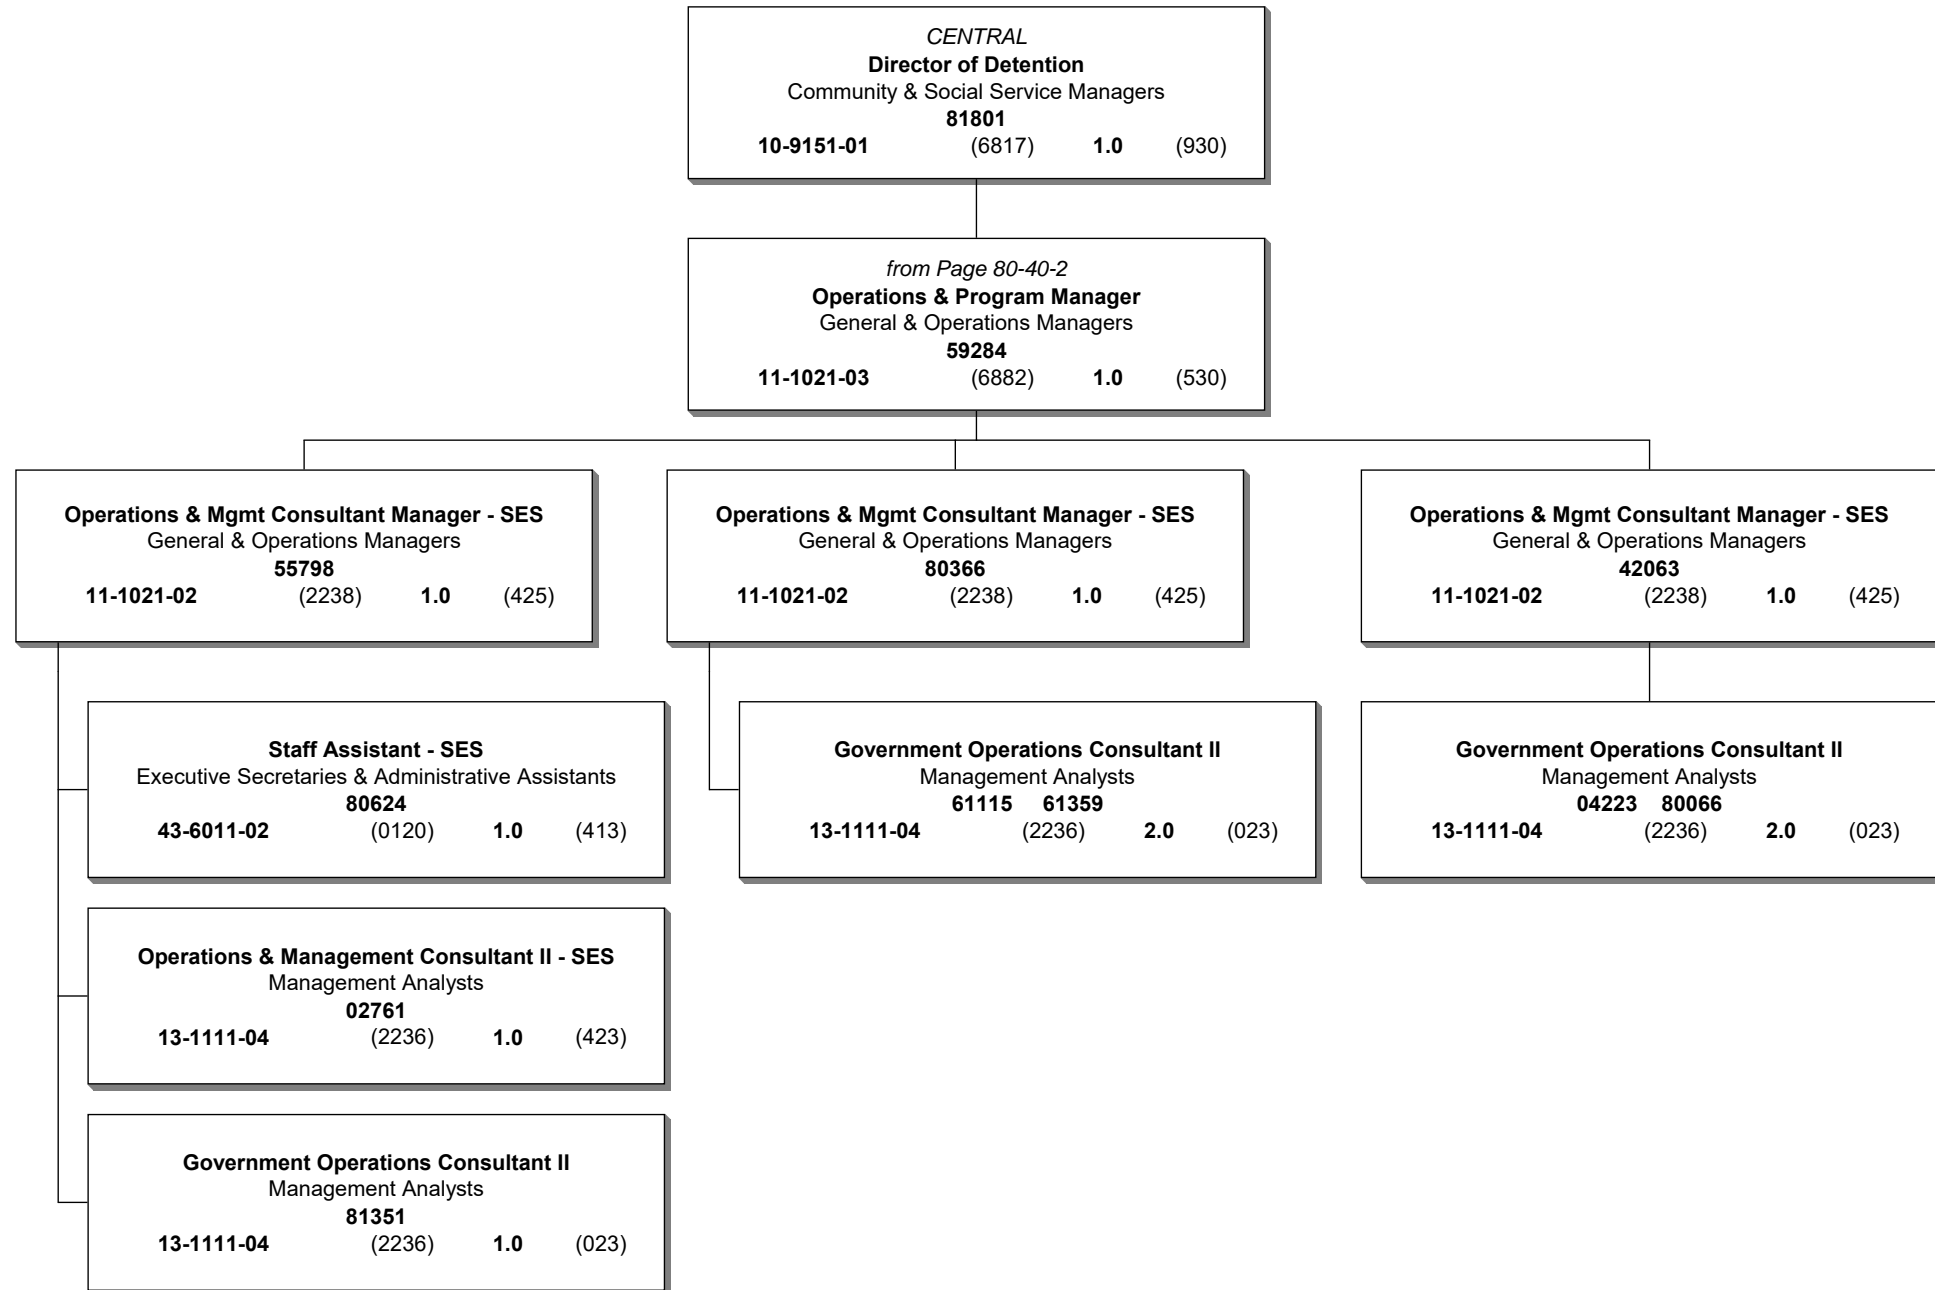 CENTRAL
Director of Detention
Community & Social Service Managers
81801
10-9151-01 (6817) 1.0 (930)
from Page 80-40-2
Operations & Program Manager
General & Operations Managers
59284
11-1021-03 (6882) 1.0 (530)
Operations & Mgmt Consultant Manager - SES
General & Operations Managers
55798
11-1021-02 (2238) 1.0 (425)
Operations & Mgmt Consultant Manager - SES
General & Operations Managers
80366
11-1021-02 (2238) 1.0 (425)
Operations & Mgmt Consultant Manager - SES
General & Operations Managers
42063
11-1021-02 (2238) 1.0 (425)
Staff Assistant - SES
Executive Secretaries & Administrative Assistants
80624
43-6011-02 (0120) 1.0 (413)
Government Operations Consultant II
Management Analysts
61115 61359
13-1111-04 (2236) 2.0 (023)
Government Operations Consultant II
Management Analysts
04223 80066
13-1111-04 (2236) 2.0 (023)
Operations & Management Consultant II - SES
Management Analysts
02761
13-1111-04 (2236) 1.0 (423)
Government Operations Consultant II
Management Analysts
81351
13-1111-04 (2236) 1.0 (023)